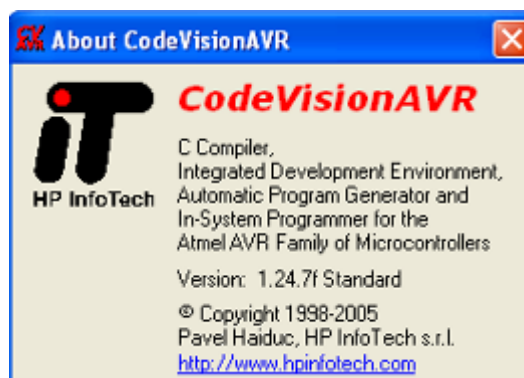 About CodeVisionAVR
CodeVisionAVR
HP InfoTech
C Compiler,
Integrated Development Environment,
Automatic Program Generator and
In-System Programmer for the
Atmel AVR Family of Microcontrollers
Version: 1.24.7f Standard
© Copyright 1998-2005
Pavel Haiduc, HP InfoTech s.r.l.
http://www.hpinfotech.com